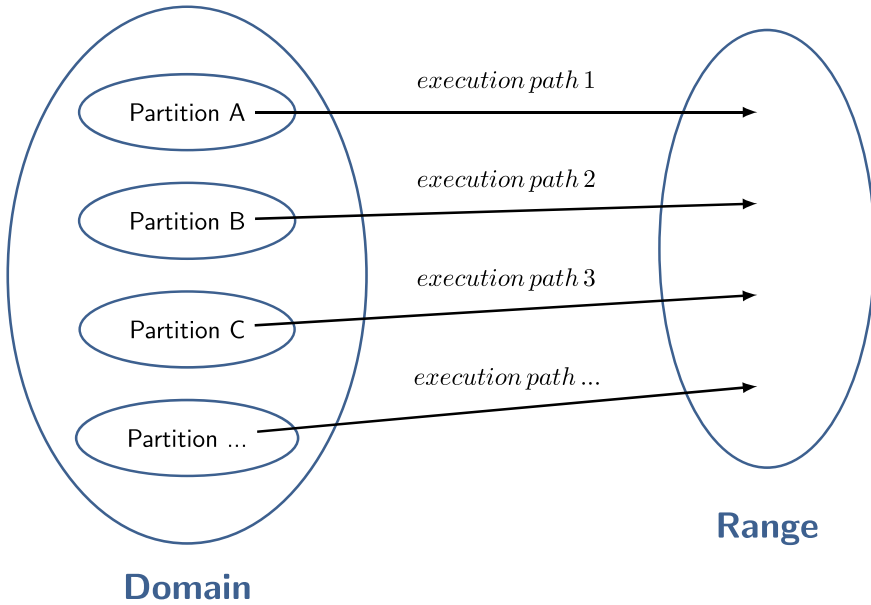 Partition A
execution path 1
Partition B
execution path 2
Partition C
execution path 3
Partition ...
execution path ...
Domain
Range